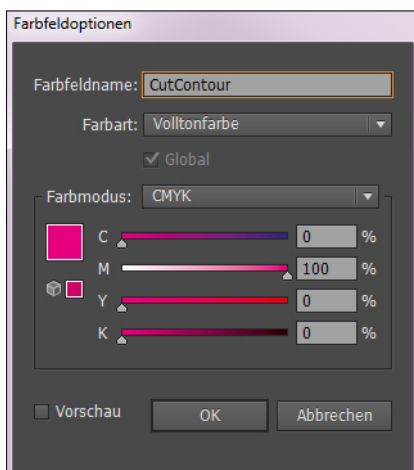 Farbfeldoptionen
Farbfeldname: CutContour
Farbart: Volltonfarbe
Global
Farbmodus: CMYK
C 0 %
M 100 %
Y 0 %
K 0 %
Vorschau OK Abbrechen